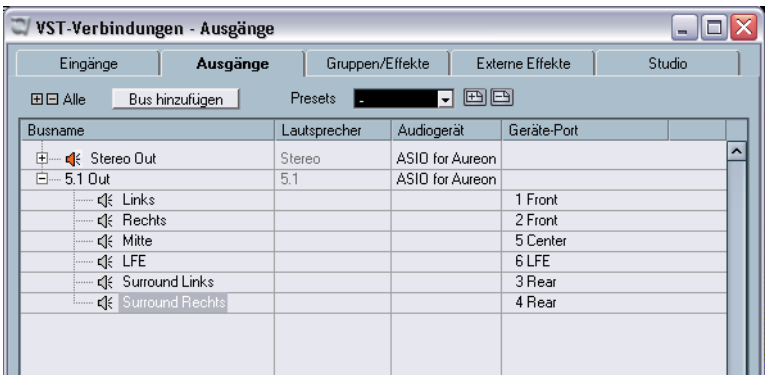 VST-Verbindungen - Ausgänge
Eingänge Ausgänge Gruppen/Effekte Externe Effekte Studio
Alle Bus hinzufügen Presets -
Busname Lautsprecher Audiogerät Geräte-Port
Stereo Out Stereo ASIO for Aureon
5.1 Out 5.1 ASIO for Aureon
Links 1 Front
Rechts 2 Front
Mitte 5 Center
LFE 6 LFE
Surround Links 3 Rear
Surround Rechts 4 Rear